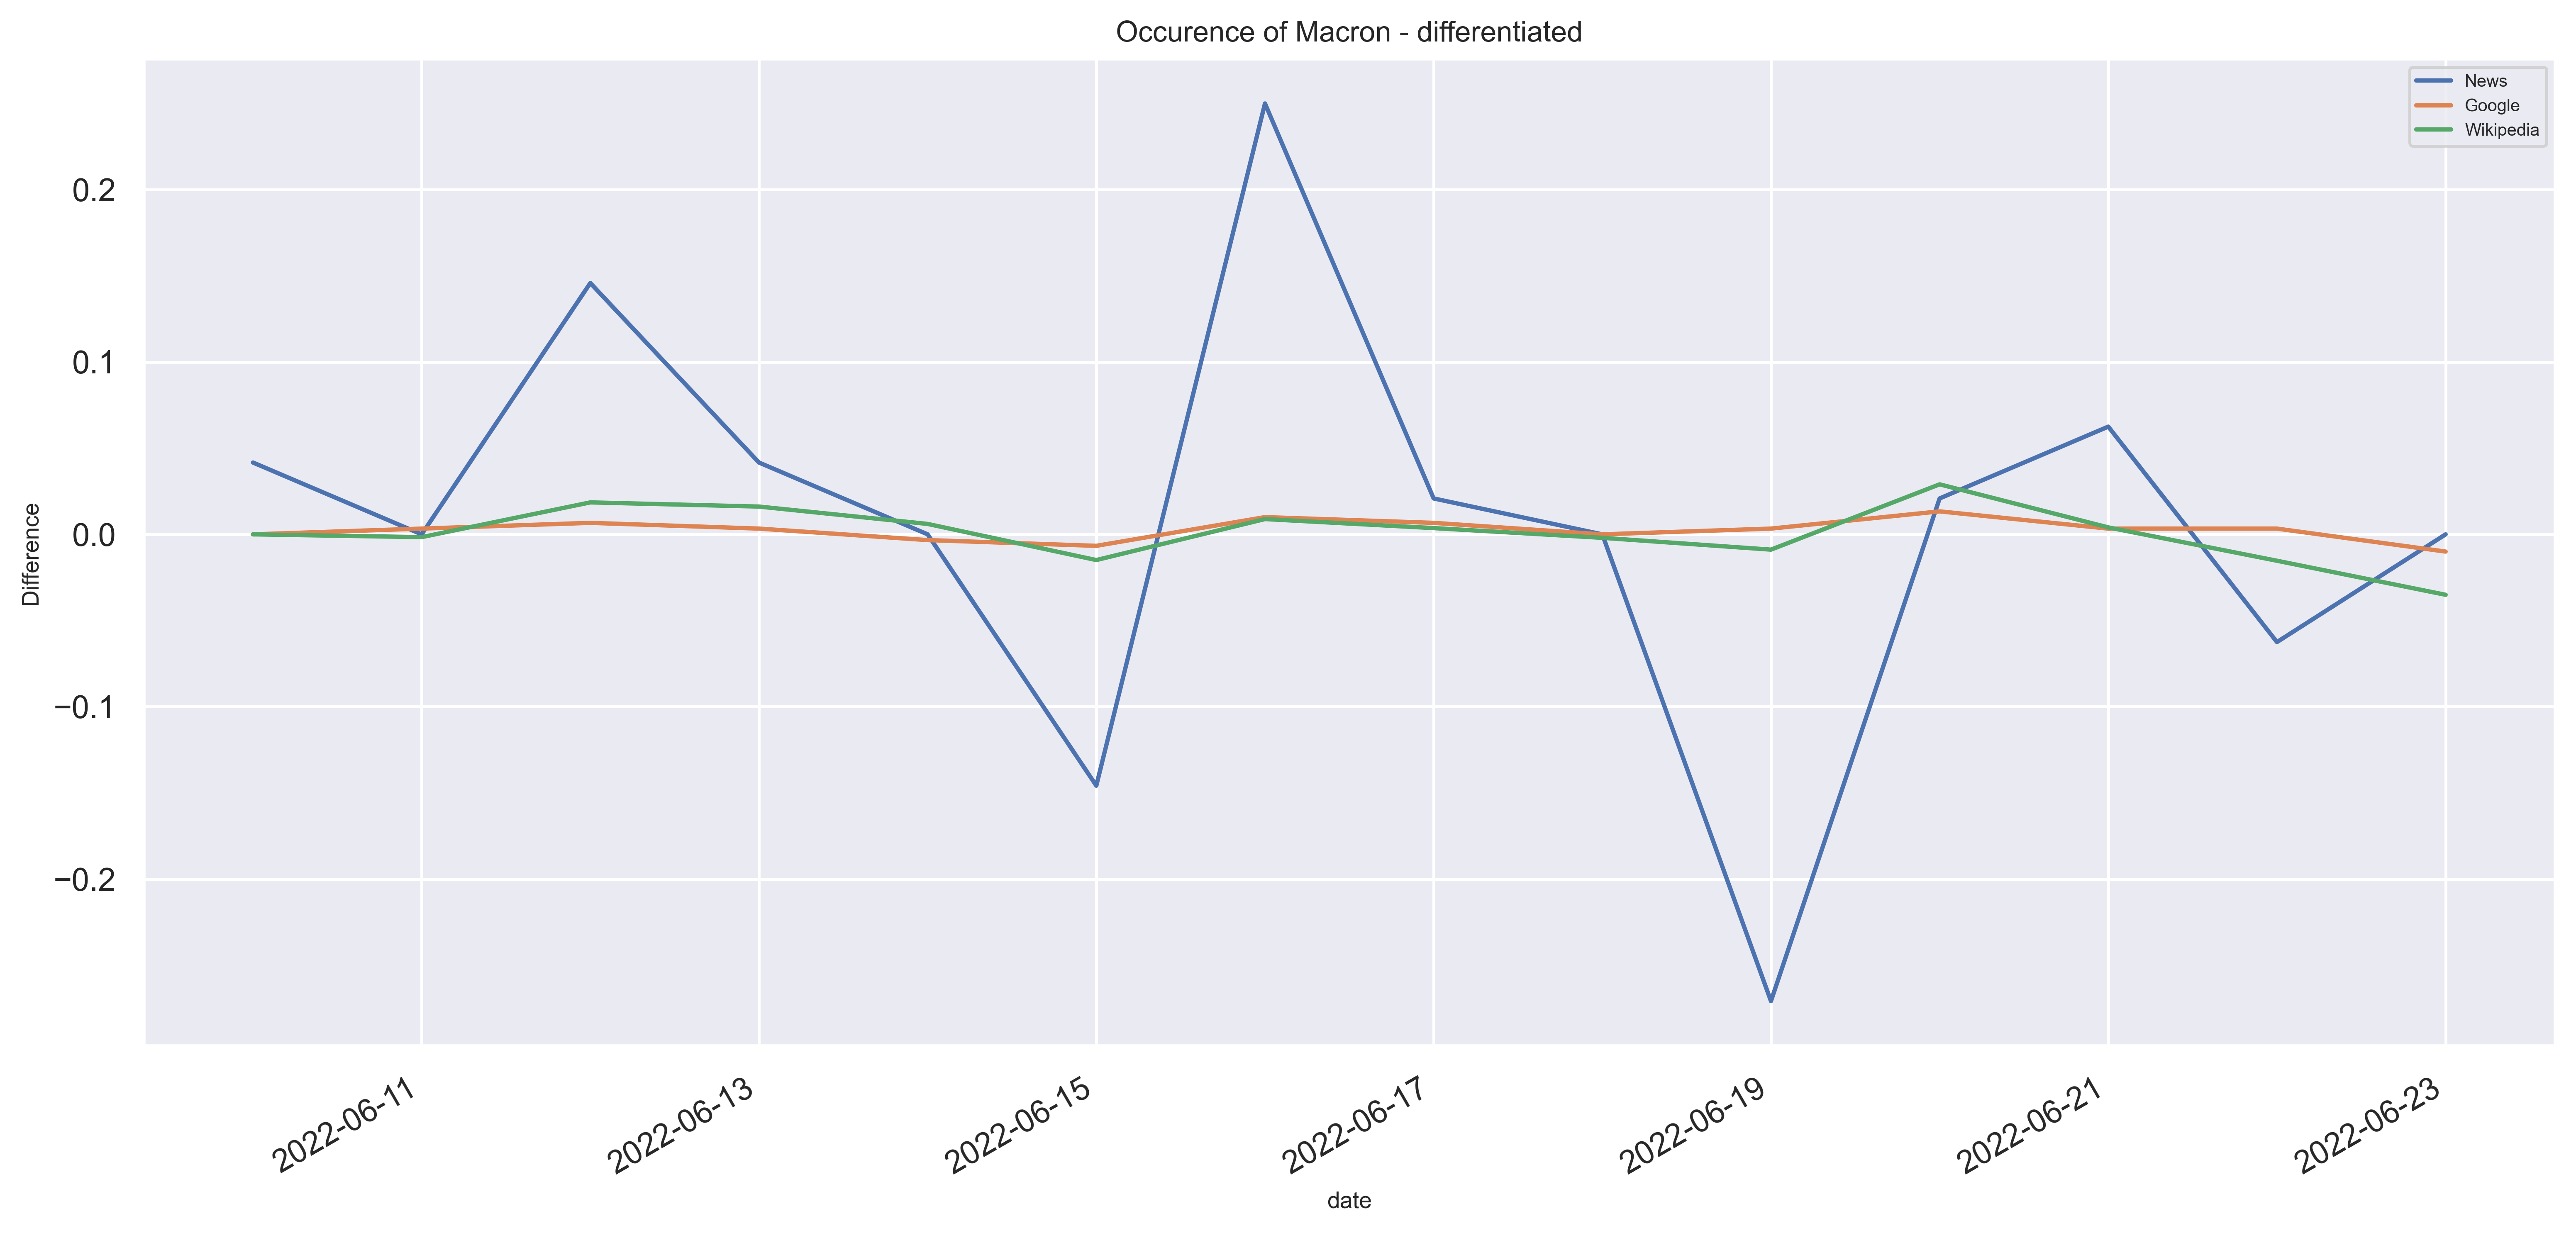 Occurence of Macron - differentiated
News
Google
Wikipedia
0.2
0.1
0.0
−0.1
−0.2
Difference
2022-06-11
2022-06-13
2022-06-15
2022-06-17
2022-06-19
2022-06-21
2022-06-23
date